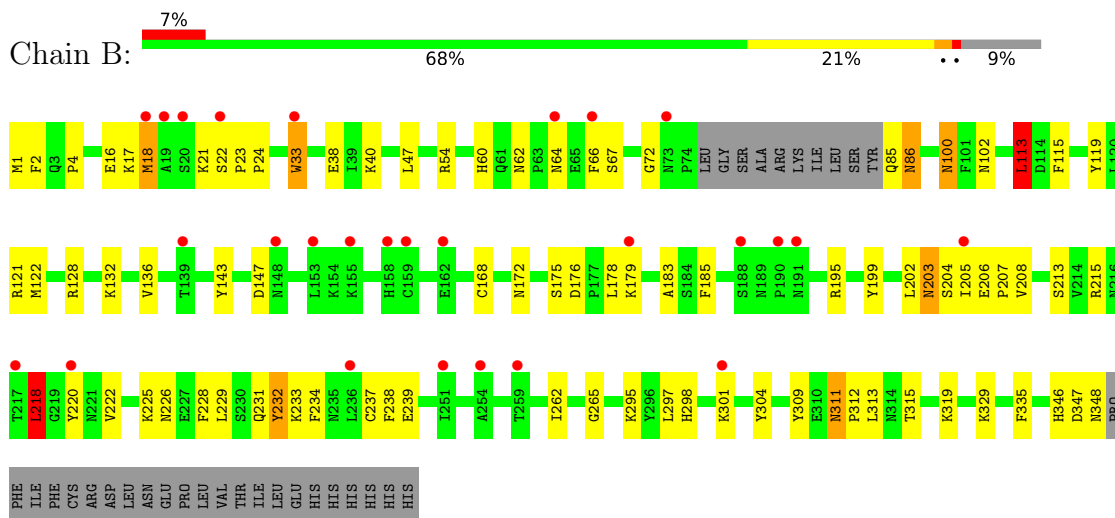 7%
Chain B:
68% 21% • • 9%
M1 F2 Q3 P4 E16 K17 M18 A19 S20 K21 S22 P23 P24 W33 E38 I39 K40 L47 R54 H60 Q61 N62 P63 N64 E65 F66 S67 G72 N73 P74 LEU GLY SER ALA ARG LYS ILE LEU SER TYR Q85 N86 N100 F101 N102 L113 D114 F115 Y119 L120
R121 M122 R128 K132 V136 T139 Y143 D147 N148 L153 K154 K155 H158 C159 E162 C168 N172 S175 D176 P177 L178 K179 A183 S184 F185 S188 N189 P190 N191 R195 Y199 L202 N203 S204 I205 E206 P207 V208 S213 V214 R215 N216
T217 L218 G219 Y220 N221 V222 K225 N226 E227 F228 L229 S230 Q231 Y232 K233 F234 N235 L236 C237 F238 E239 I251 A254 T259 I262 G265 K295 Y296 L297 H298 K301 Y304 Y309 E310 N311 P312 L313 N314 T315 K319 K329 F335 H346 D347 N348 PRO
PHE ILE PHE CYS ARG ASP LEU ASN GLU PRO LEU VAL THR ILE LEU GLU HIS HIS HIS HIS HIS HIS